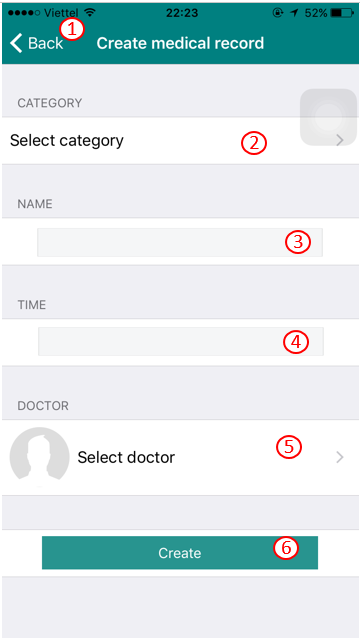 Viettel 22:23 52%
1
Back Create medical record
CATEGORY
Select category 2
NAME
3
TIME
4
DOCTOR
Select doctor 5
Create 6